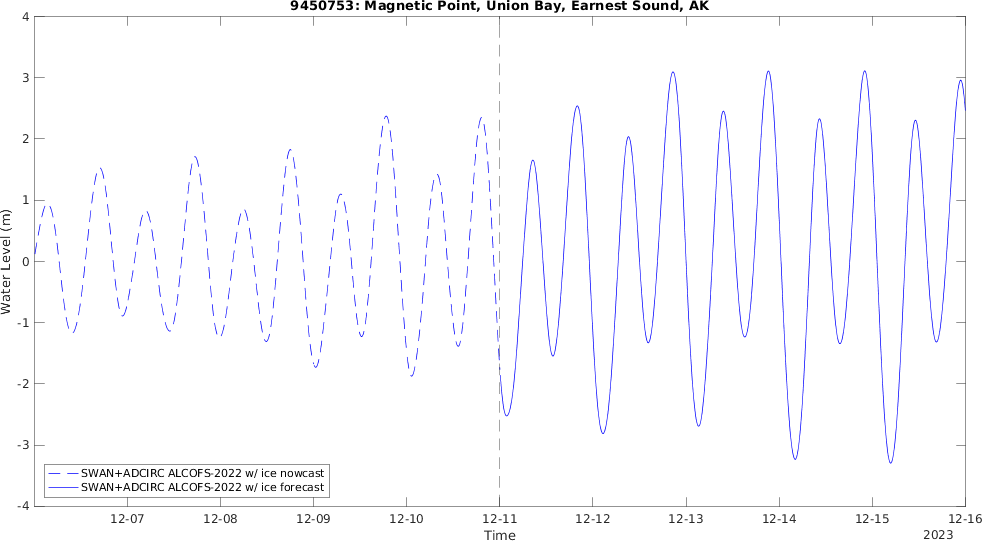 9450753: Magnetic Point, Union Bay, Earnest Sound, AK
4
3
2
1
0
-1
-2
-3
-4
Water Level (m)
SWAN+ADCIRC ALCOFS-2022 w/ ice nowcast
SWAN+ADCIRC ALCOFS-2022 w/ ice forecast
12-07 12-08 12-09 12-10 12-11 12-12 12-13 12-14 12-15 12-16
Time
2023